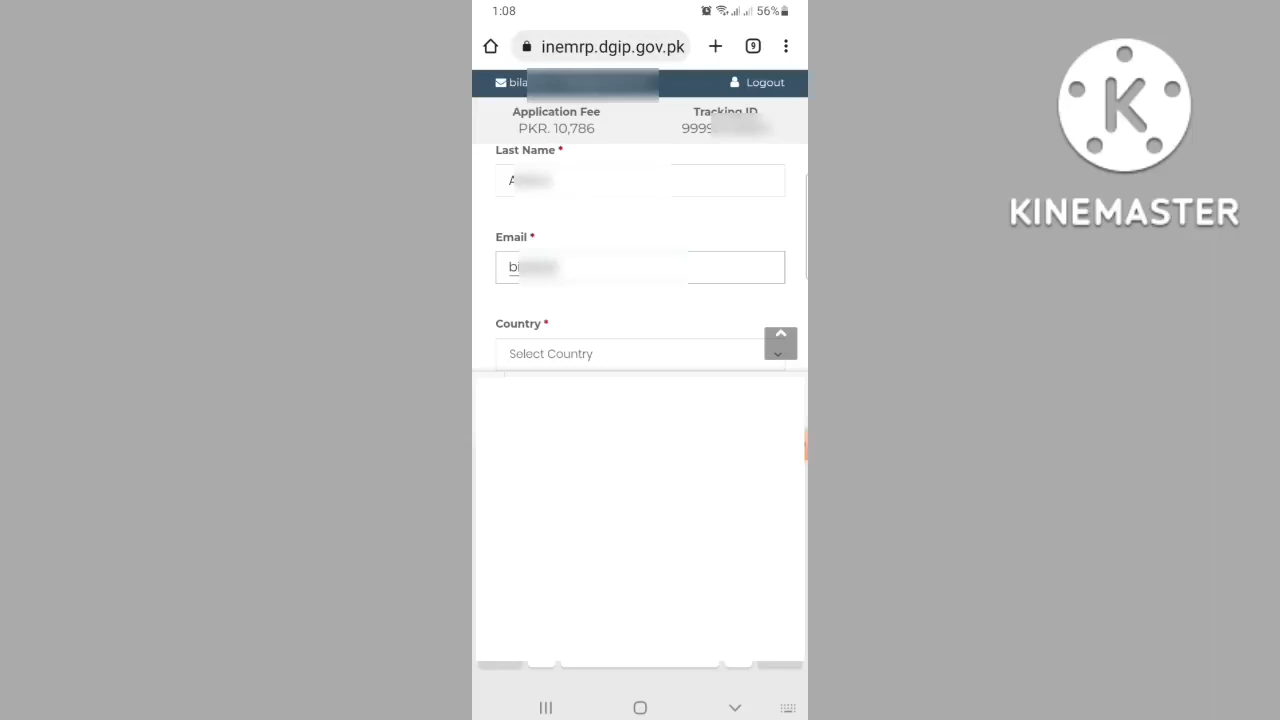 1:08
56%
inemrp.dgip.gov.pk
9
Logout
Application Fee
Tracking ID
PKR. 10,786
Last Name *
Email *
Country *
Select Country
KINEMASTER